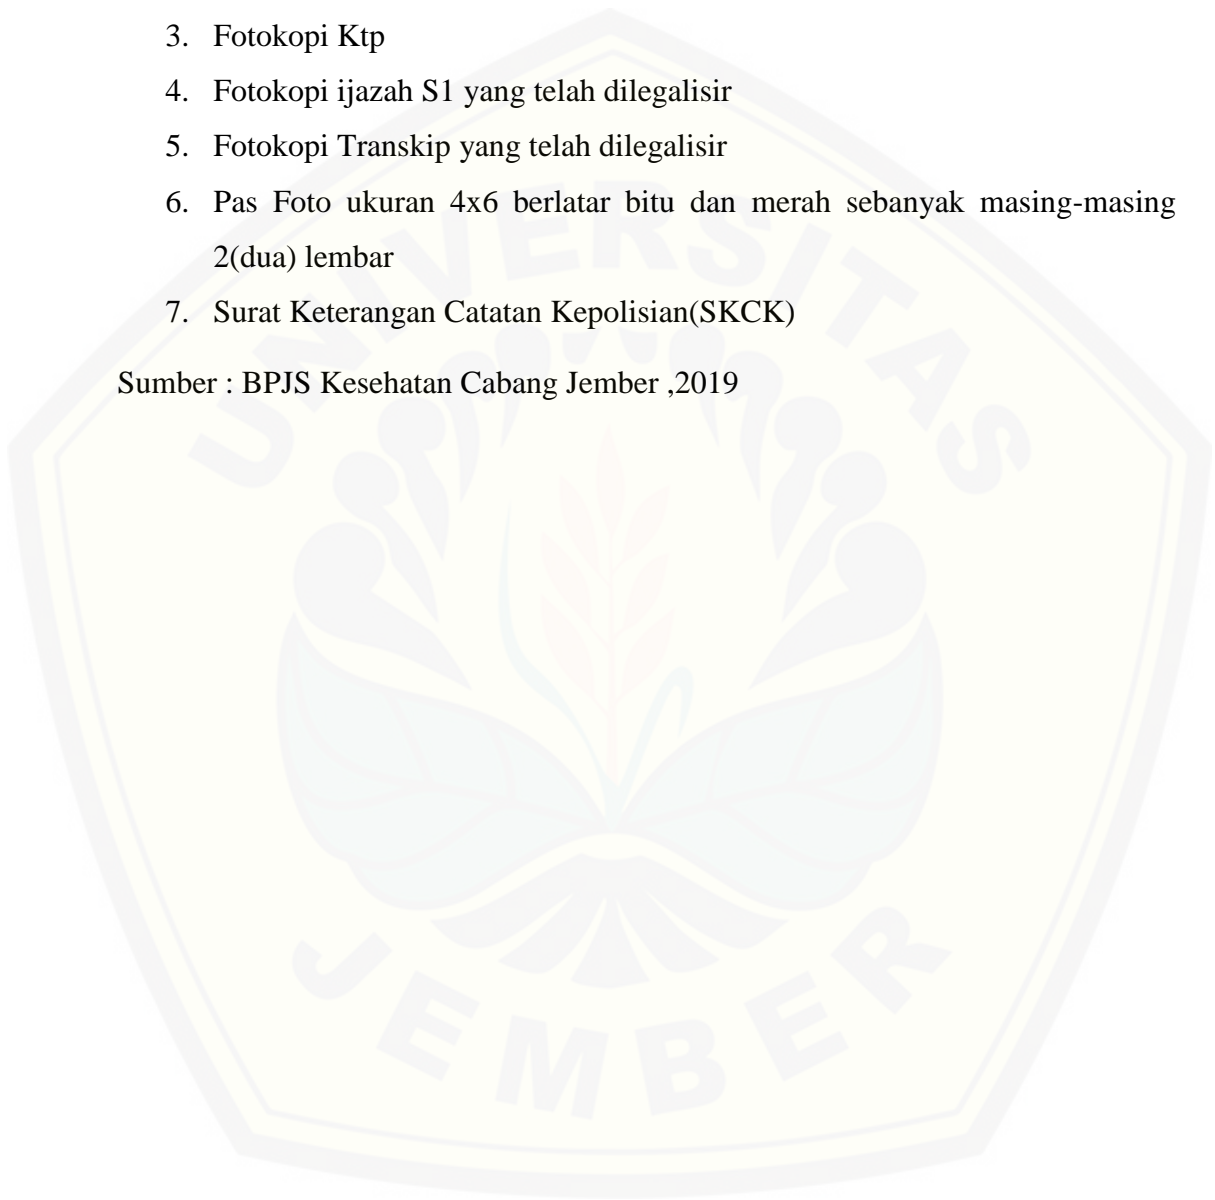 3. Fotokopi Ktp
4. Fotokopi ijazah S1 yang telah dilegalisir
5. Fotokopi Transkip yang telah dilegalisir
6. Pas Foto ukuran 4x6 berlatar bitu dan merah sebanyak masing-masing
2(dua) lembar
7. Surat Keterangan Catatan Kepolisian(SKCK)
Sumber : BPJS Kesehatan Cabang Jember ,2019
UNIVERSITAS
JEMBER